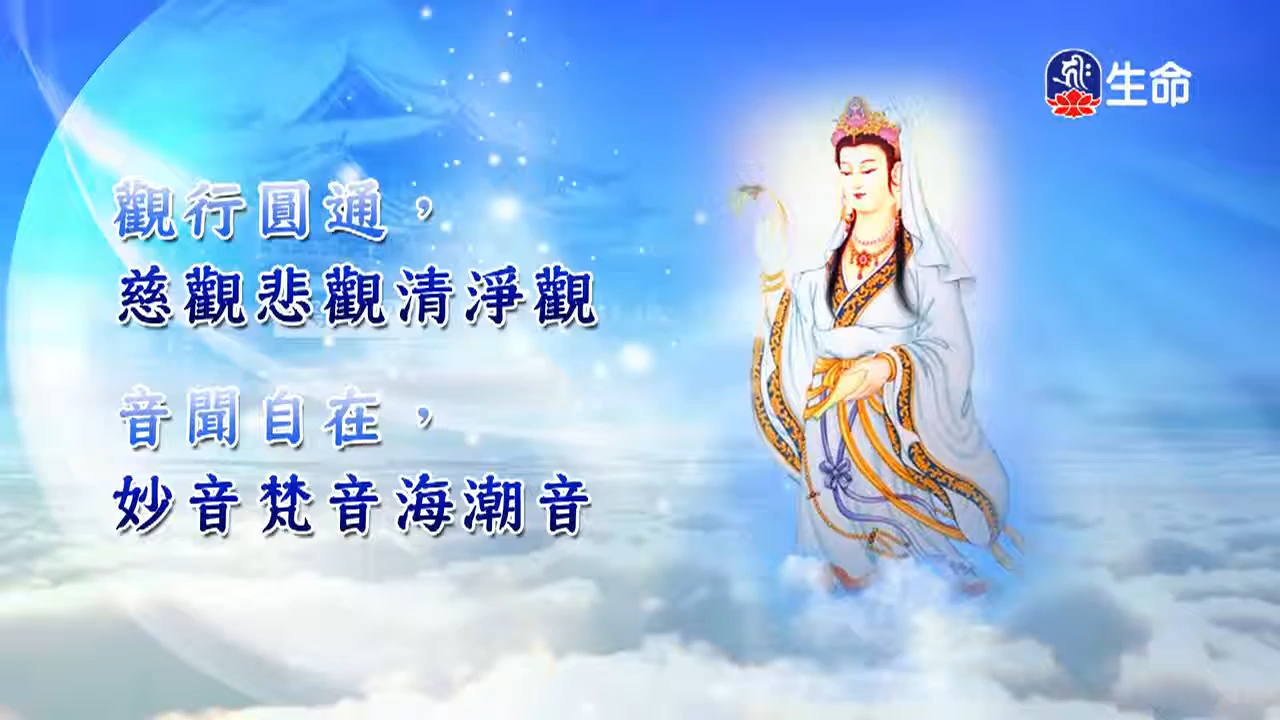 生命
觀行圓通，
慈觀悲觀清淨觀
音聞自在，
妙音梵音海潮音